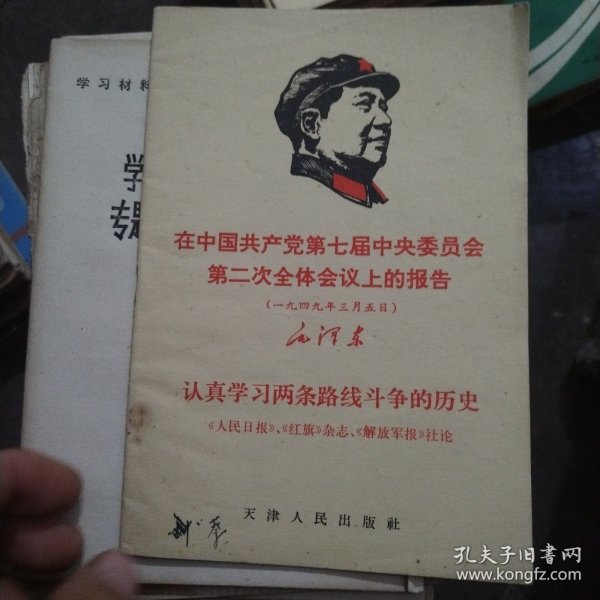 学习材料
学
专题
在中国共产党第七届中央委员会
第二次全体会议上的报告
(一九四九年三月五日)
毛泽东
认真学习两条路线斗争的历史
《人民日报》、《红旗》杂志、《解放军报》社论
天津人民出版社
孔夫子旧书网
www.kongfz.com